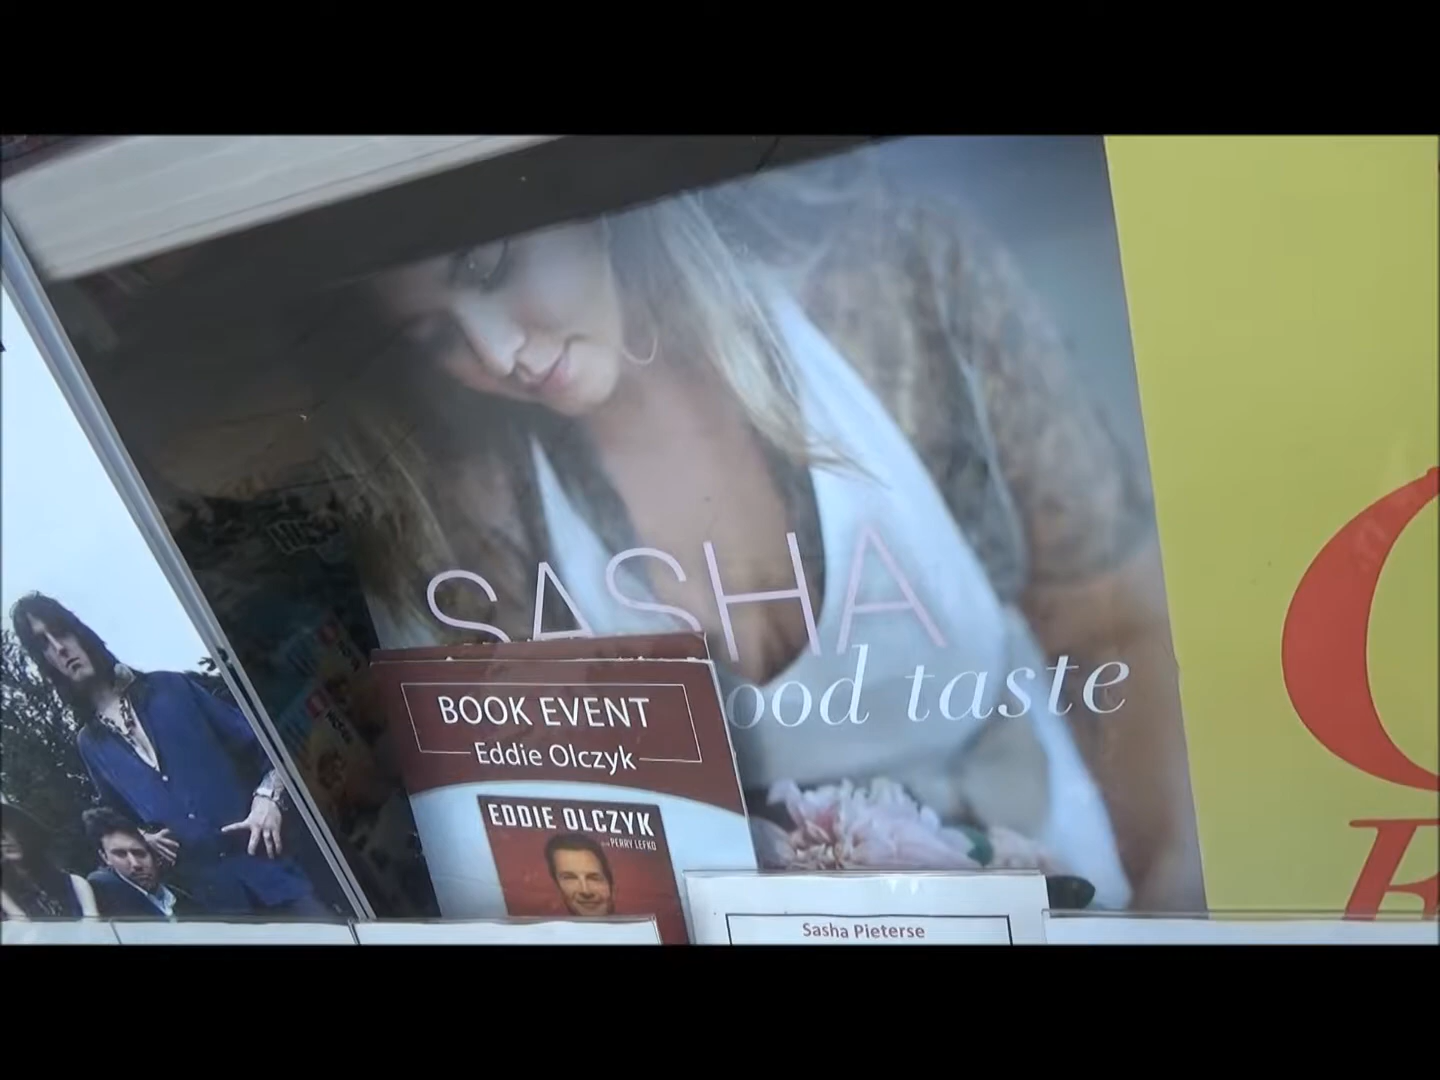 SASHA
ood taste
BOOK EVENT
Eddie Olczyk
EDDIE OLCZYK
PERRY LEFKO
Sasha Pieterse